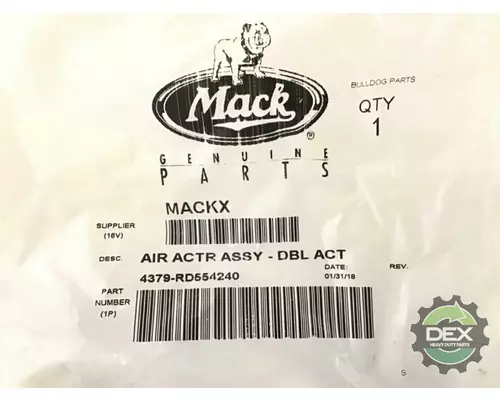 Mack
®
BULLDOG PARTS
QTY
1
GENUINE
PARTS
MACKX
SUPPLIER
(16V)
DESC. AIR ACTR ASSY - DBL ACT
4379-RD554240 DATE: REV.
01/31/18
PART
NUMBER
(1P)
S
DEX
HEAVY DUTY PARTS